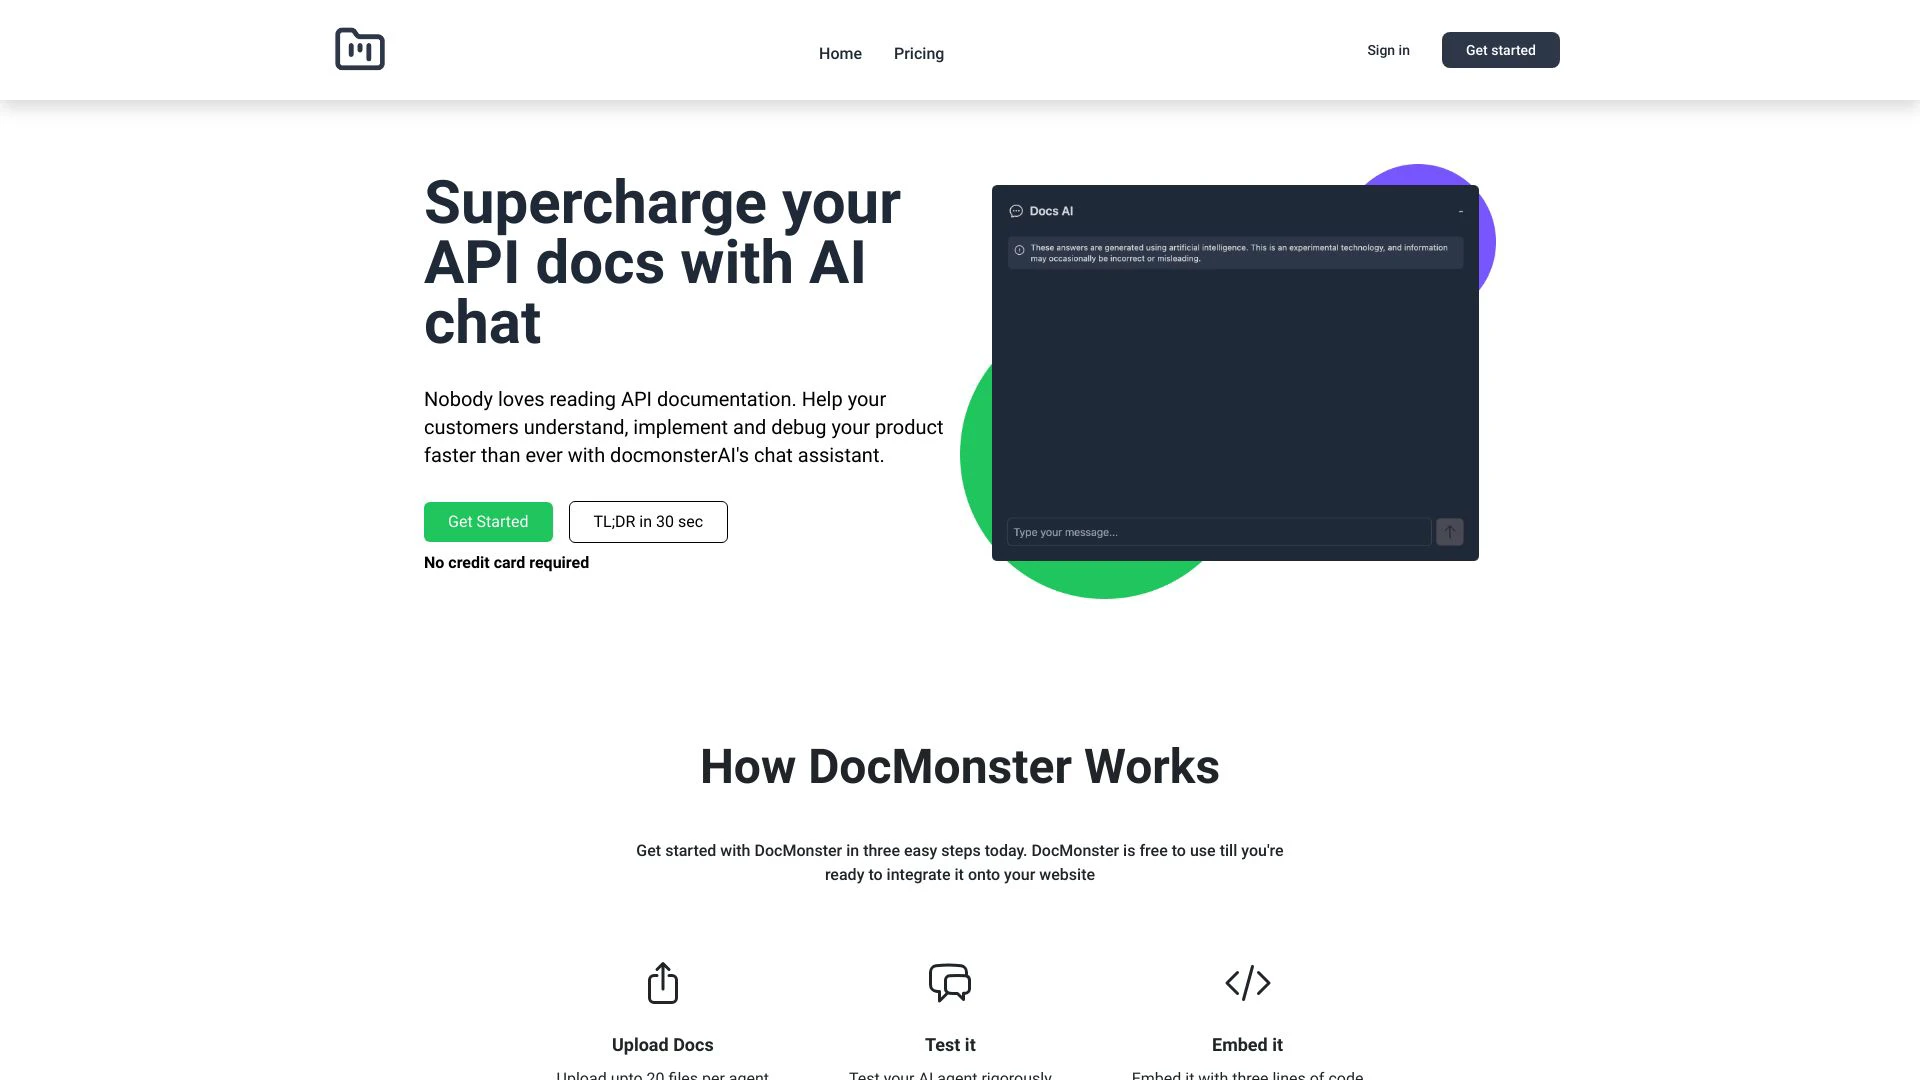 Home
Pricing
Sign in
Get started
Supercharge your
API docs with AI
chat
Nobody loves reading API documentation. Help your
customers understand, implement and debug your product
faster than ever with docmonsterAI's chat assistant.
Get Started
TL;DR in 30 sec
No credit card required
Docs AI
-
These answers are generated using artificial intelligence. This is an experimental technology, and information
may occasionally be incorrect or misleading.
Type your message...
How DocMonster Works
Get started with DocMonster in three easy steps today. DocMonster is free to use till you're
ready to integrate it onto your website
Upload Docs
Test it
Embed it
Upload upto 20 files per agent
Test your AI agent rigorously
Embed it with three lines of code